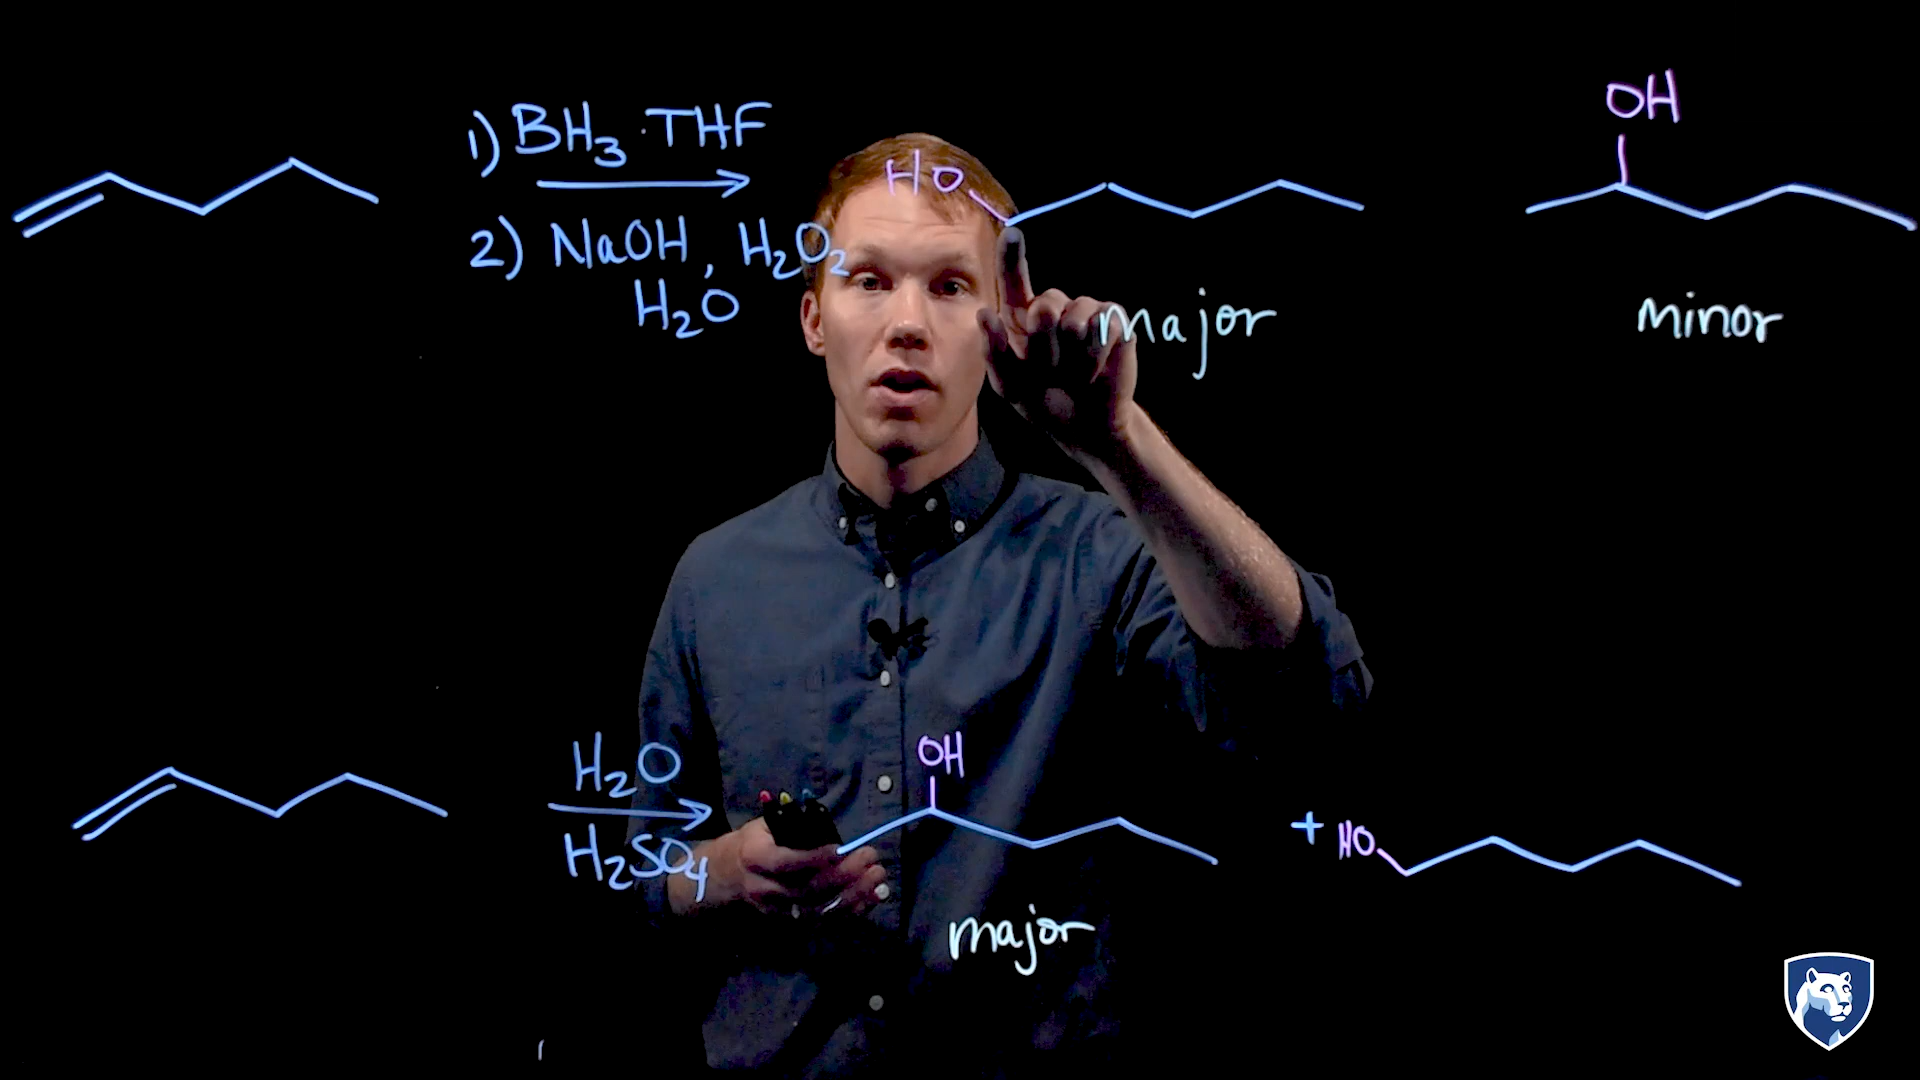 1) BH₃·THF
2) NaOH, H₂O₂
H₂O
HO
major
OH
minor
H₂O
H₂SO₄
OH
major
+ HO